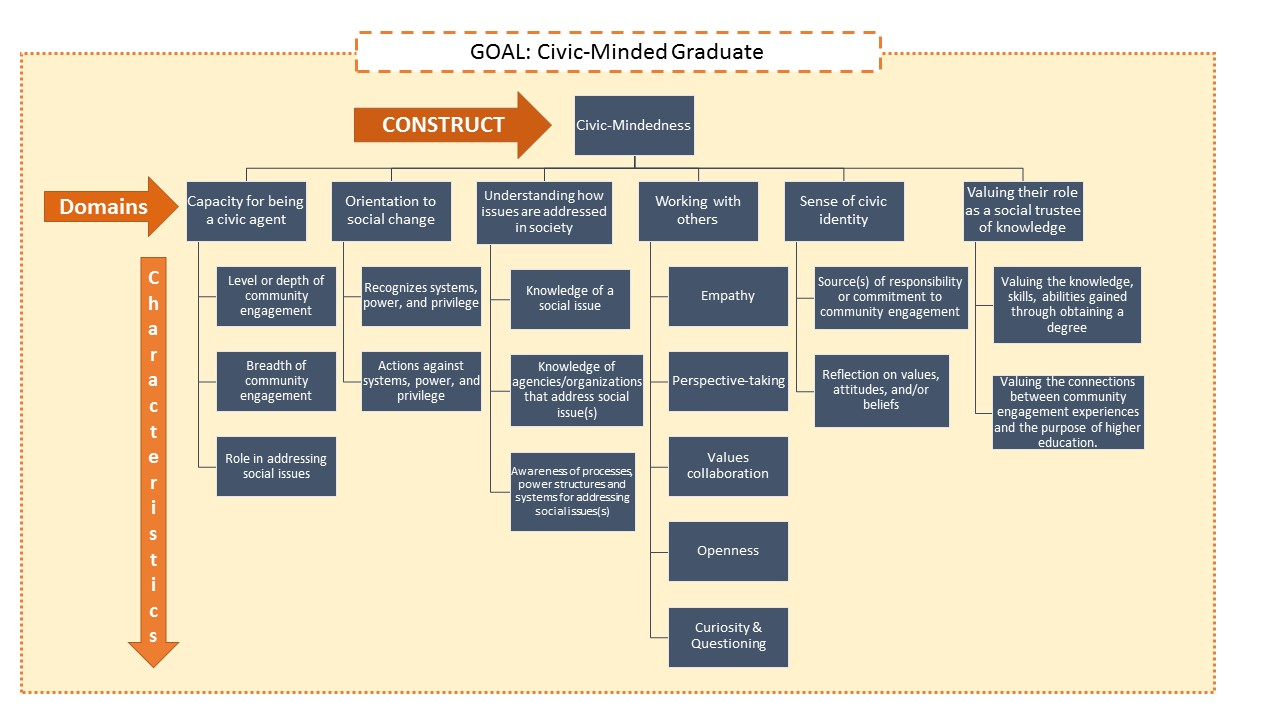 GOAL: Civic-Minded Graduate
CONSTRUCT
Civic-Mindedness
Domains
Capacity for being
a civic agent
Orientation to
social change
Understanding how
issues are addressed
in society
Working with
others
Sense of civic
identity
Valuing their role
as a social trustee
of knowledge
Characteristics
Level or depth of
community
engagement
Breadth of
community
engagement
Role in addressing
social issues
Recognizes systems,
power, and privilege
Actions against
systems, power, and
privilege
Knowledge of a
social issue
Knowledge of
agencies/organizations
that address social
issue(s)
Awareness of processes,
power structures and
systems for addressing
social issues(s)
Empathy
Perspective-taking
Values
collaboration
Openness
Curiosity &
Questioning
Source(s) of responsibility
or commitment to
community engagement
Reflection on values,
attitudes, and/or
beliefs
Valuing the knowledge,
skills, abilities gained
through obtaining a
degree
Valuing the connections
between community
engagement experiences
and the purpose of higher
education.